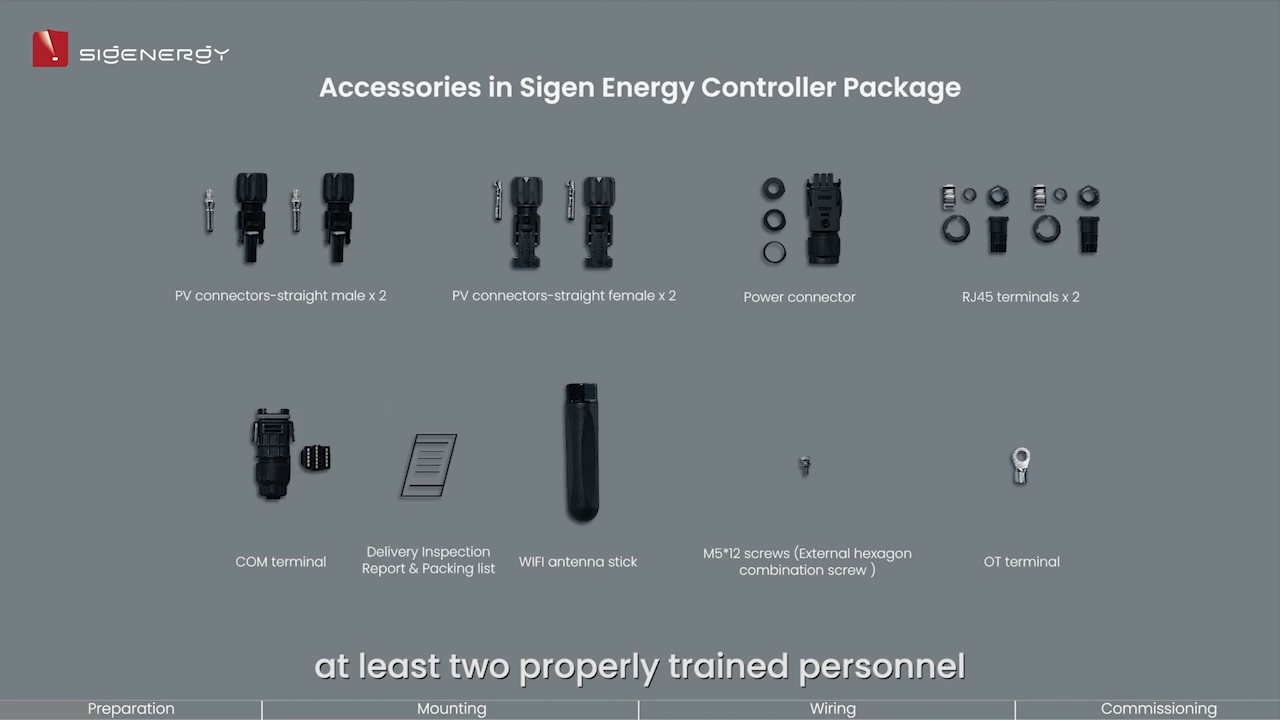 SIGENERGY
Accessories in Sigen Energy Controller Package
PV connectors-straight male x 2
PV connectors-straight female x 2
Power connector
RJ45 terminals x 2
COM terminal
Delivery Inspection
Report & Packing list
WIFI antenna stick
M5*12 screws (External hexagon
combination screw )
OT terminal
at least two properly trained personnel
Preparation
Mounting
Wiring
Commissioning